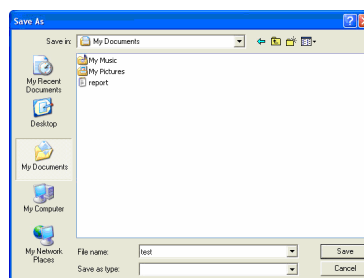 Save As
Save in:
My Documents
My Recent
Documents
Desktop
My Documents
My Computer
My Network
Places
My Music
My Pictures
report
File name:
test
Save
Save as type:
Cancel